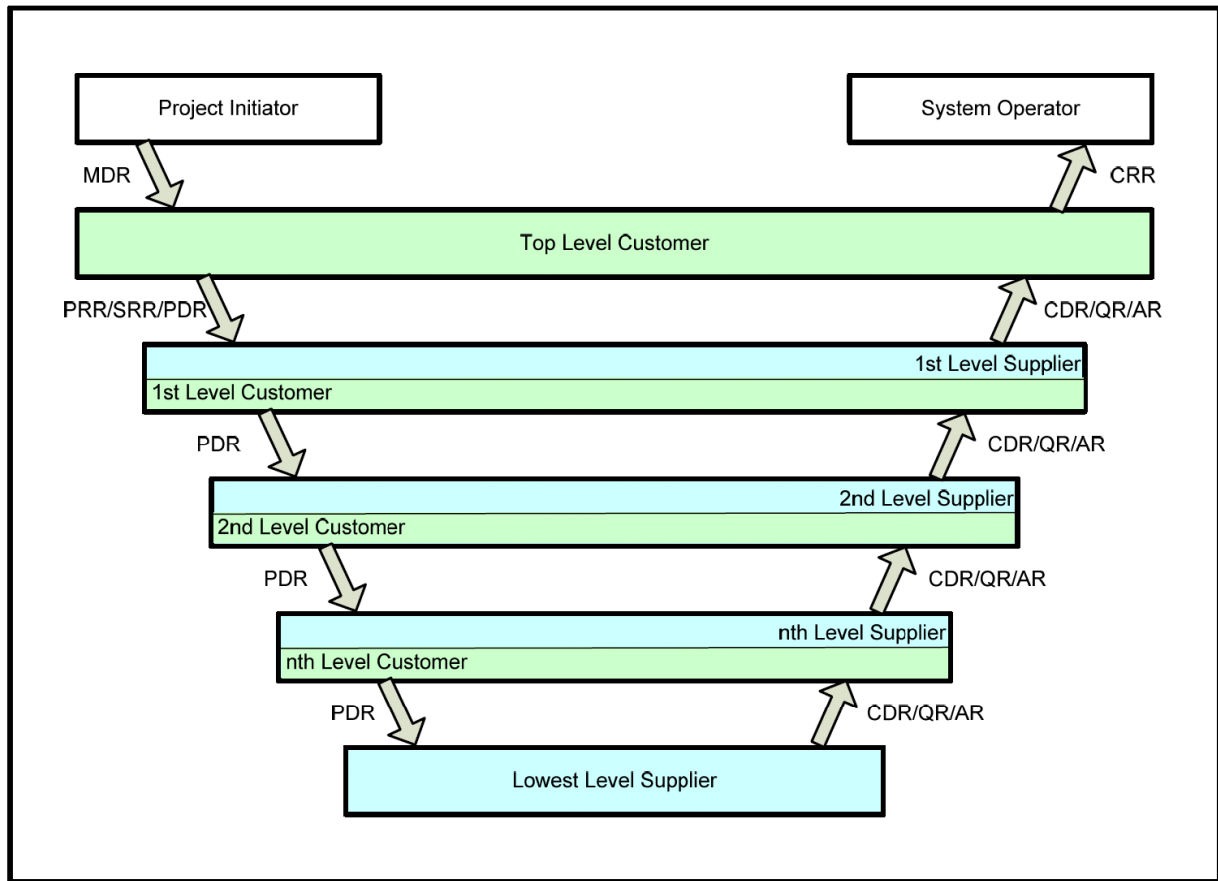 Project Initiator
System Operator
MDR
CRR
Top Level Customer
PRR/SRR/PDR
CDR/QR/AR
1st Level Supplier
1st Level Customer
PDR
CDR/QR/AR
2nd Level Supplier
2nd Level Customer
PDR
CDR/QR/AR
nth Level Supplier
nth Level Customer
PDR
CDR/QR/AR
Lowest Level Supplier